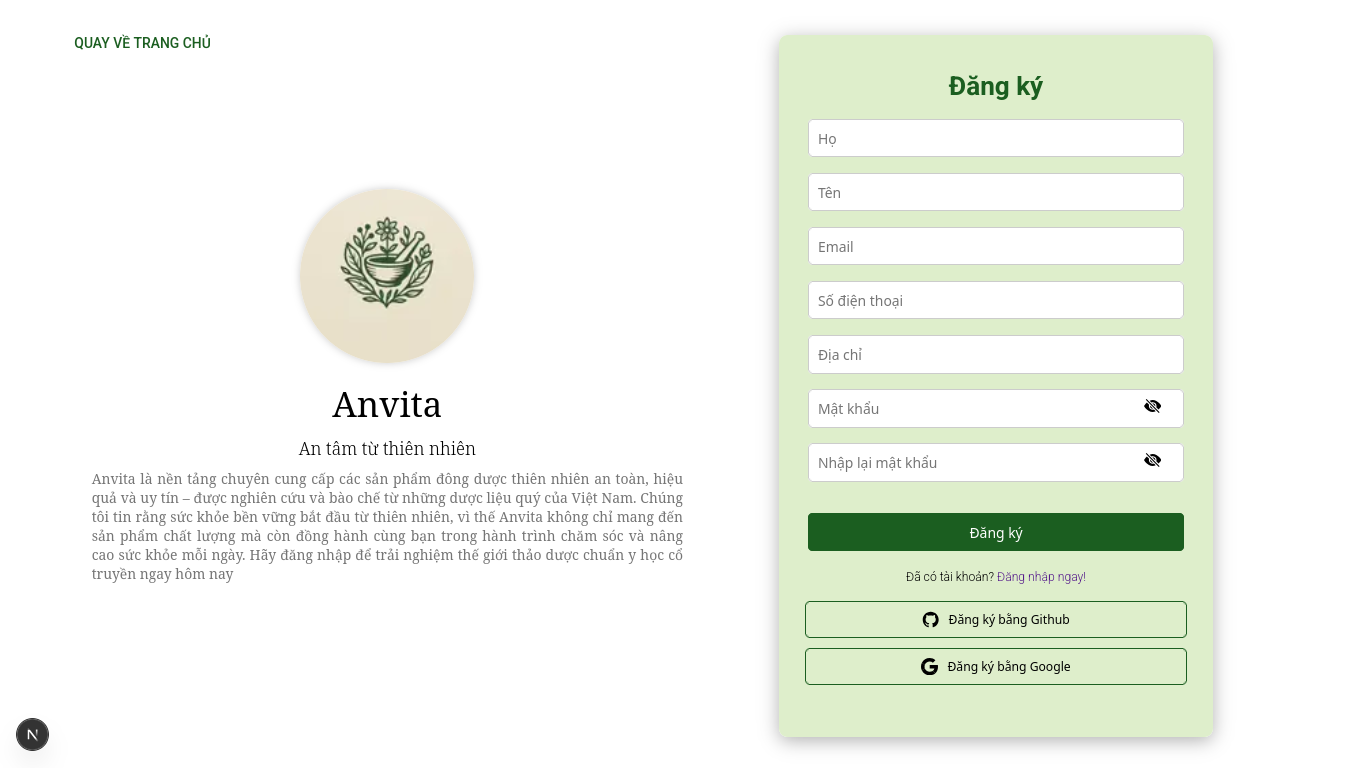 QUAY VỀ TRANG CHỦ
Anvita
An tâm từ thiên nhiên
Anvita là nền tảng chuyên cung cấp các sản phẩm đông dược thiên nhiên an toàn, hiệu
quả và uy tín – được nghiên cứu và bào chế từ những dược liệu quý của Việt Nam. Chúng
tôi tin rằng sức khỏe bền vững bắt đầu từ thiên nhiên, vì thế Anvita không chỉ mang đến
sản phẩm chất lượng mà còn đồng hành cùng bạn trong hành trình chăm sóc và nâng
cao sức khỏe mỗi ngày. Hãy đăng nhập để trải nghiệm thế giới thảo dược chuẩn y học cổ
truyền ngay hôm nay
Đăng ký
Họ
Tên
Email
Số điện thoại
Địa chỉ
Mật khẩu
Nhập lại mật khẩu
Đăng ký
Đã có tài khoản? Đăng nhập ngay!
Đăng ký bằng Github
Đăng ký bằng Google